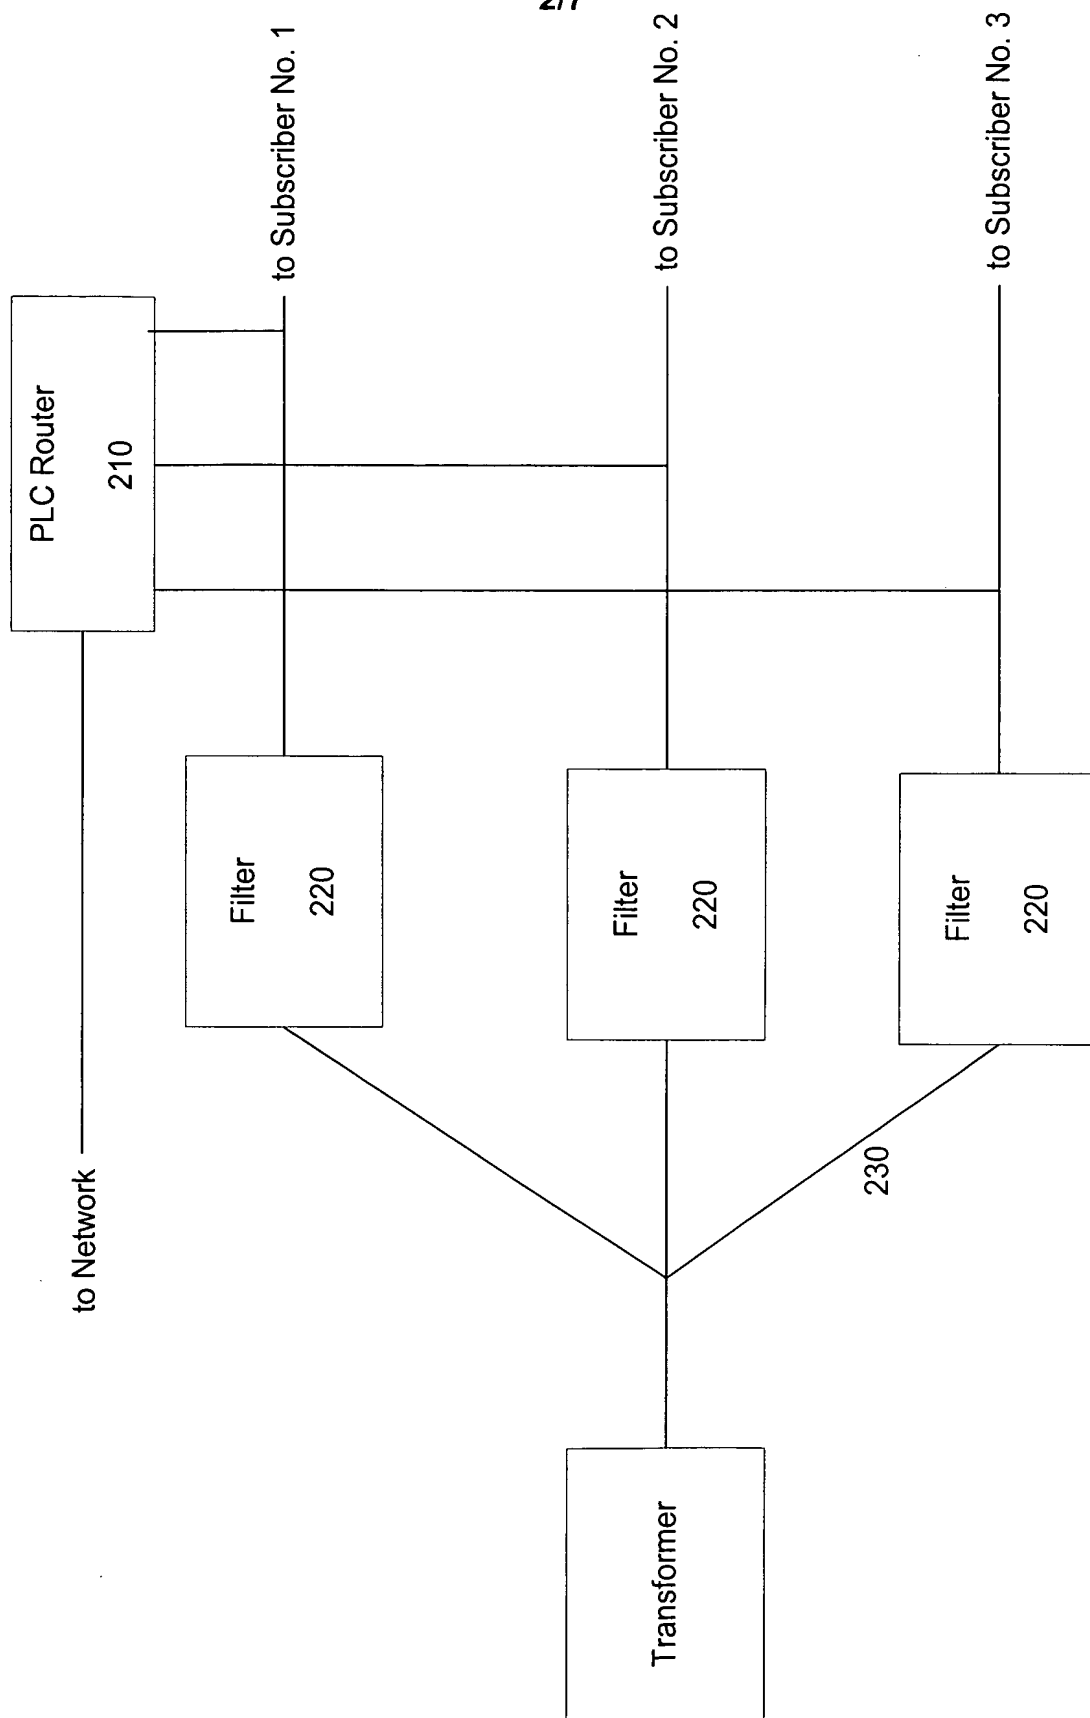 2/7
PLC Router
210
to Subscriber No. 1
to Subscriber No. 2
to Subscriber No. 3
to Network
Filter
220
Filter
220
Filter
220
230
Transformer